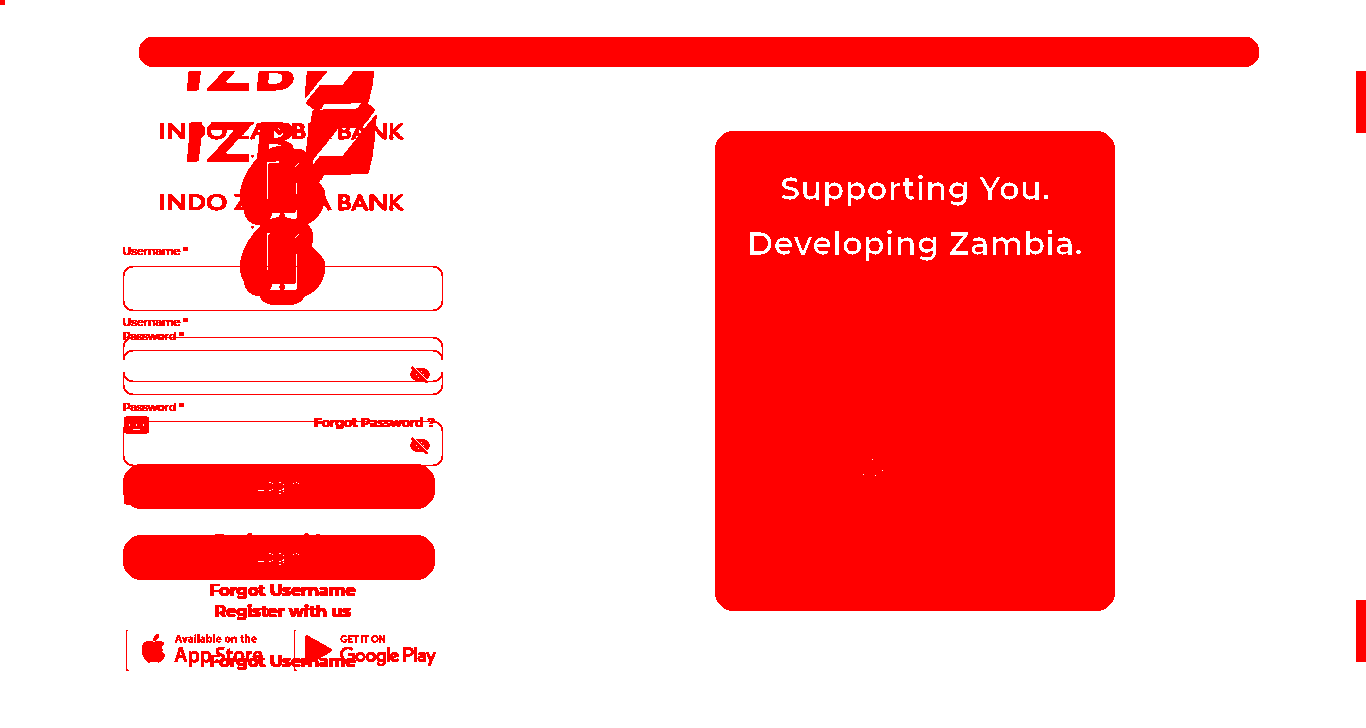 IZB
INDO ZAMBIA BANK
IZB
INDO ZAMBIA BANK
Username *
Username *
Password *
Password *
Forgot Password ?
Login
Login
Forgot Username
Register with us
Available on the
App Store
GET IT ON
Google Play
Forgot Username
Supporting You.
Developing Zambia.